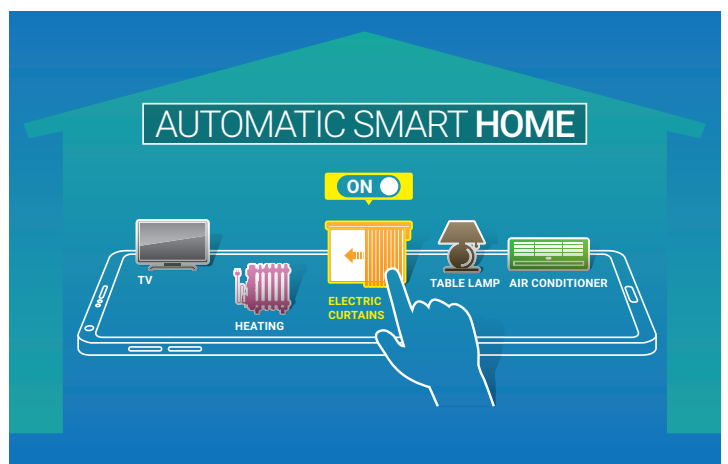 AUTOMATIC SMART HOME
ON
TV
HEATING
ELECTRIC
CURTAINS
TABLE LAMP
AIR CONDITIONER